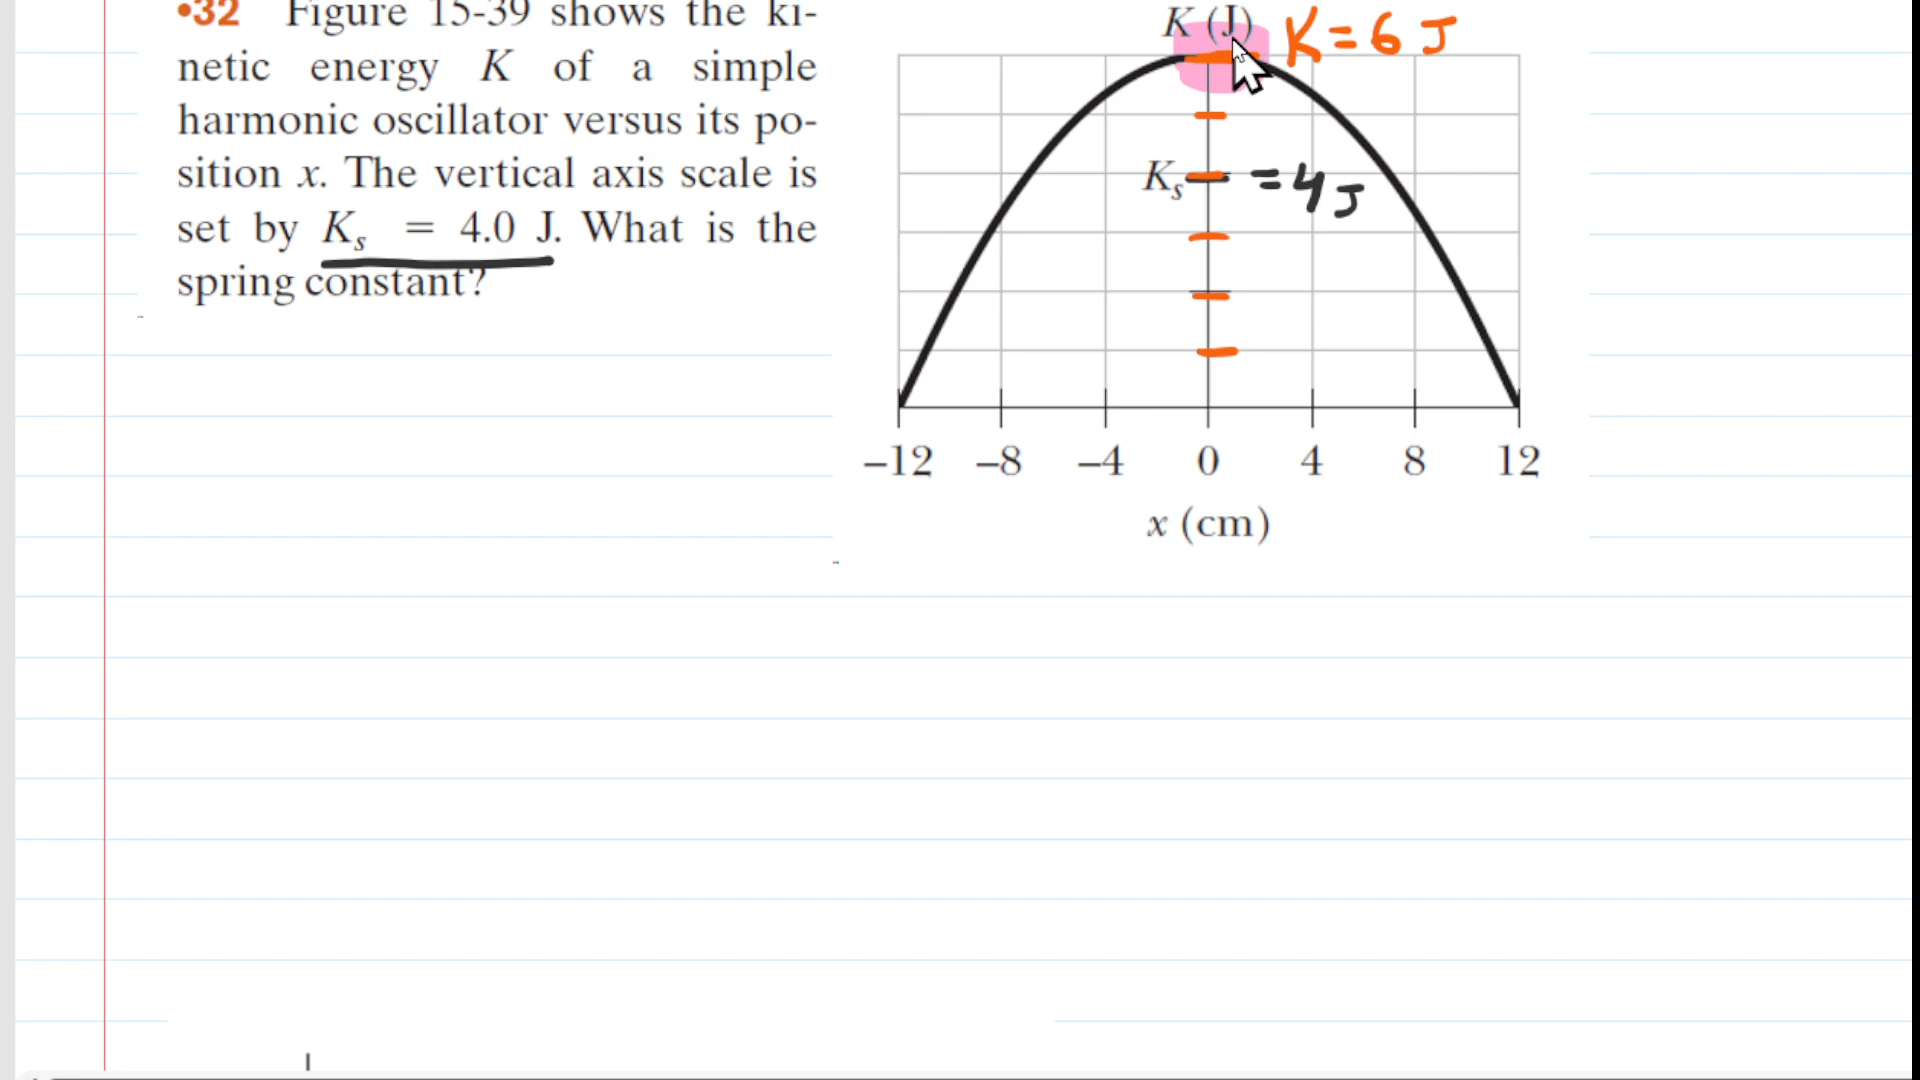 •32 Figure 15-39 shows the ki-
netic energy K of a simple
harmonic oscillator versus its po-
sition x. The vertical axis scale is
set by Ks = 4.0 J. What is the
spring constant?
K (J) K = 6 J
Ks = 4 J
–12 –8 –4 0 4 8 12
x (cm)